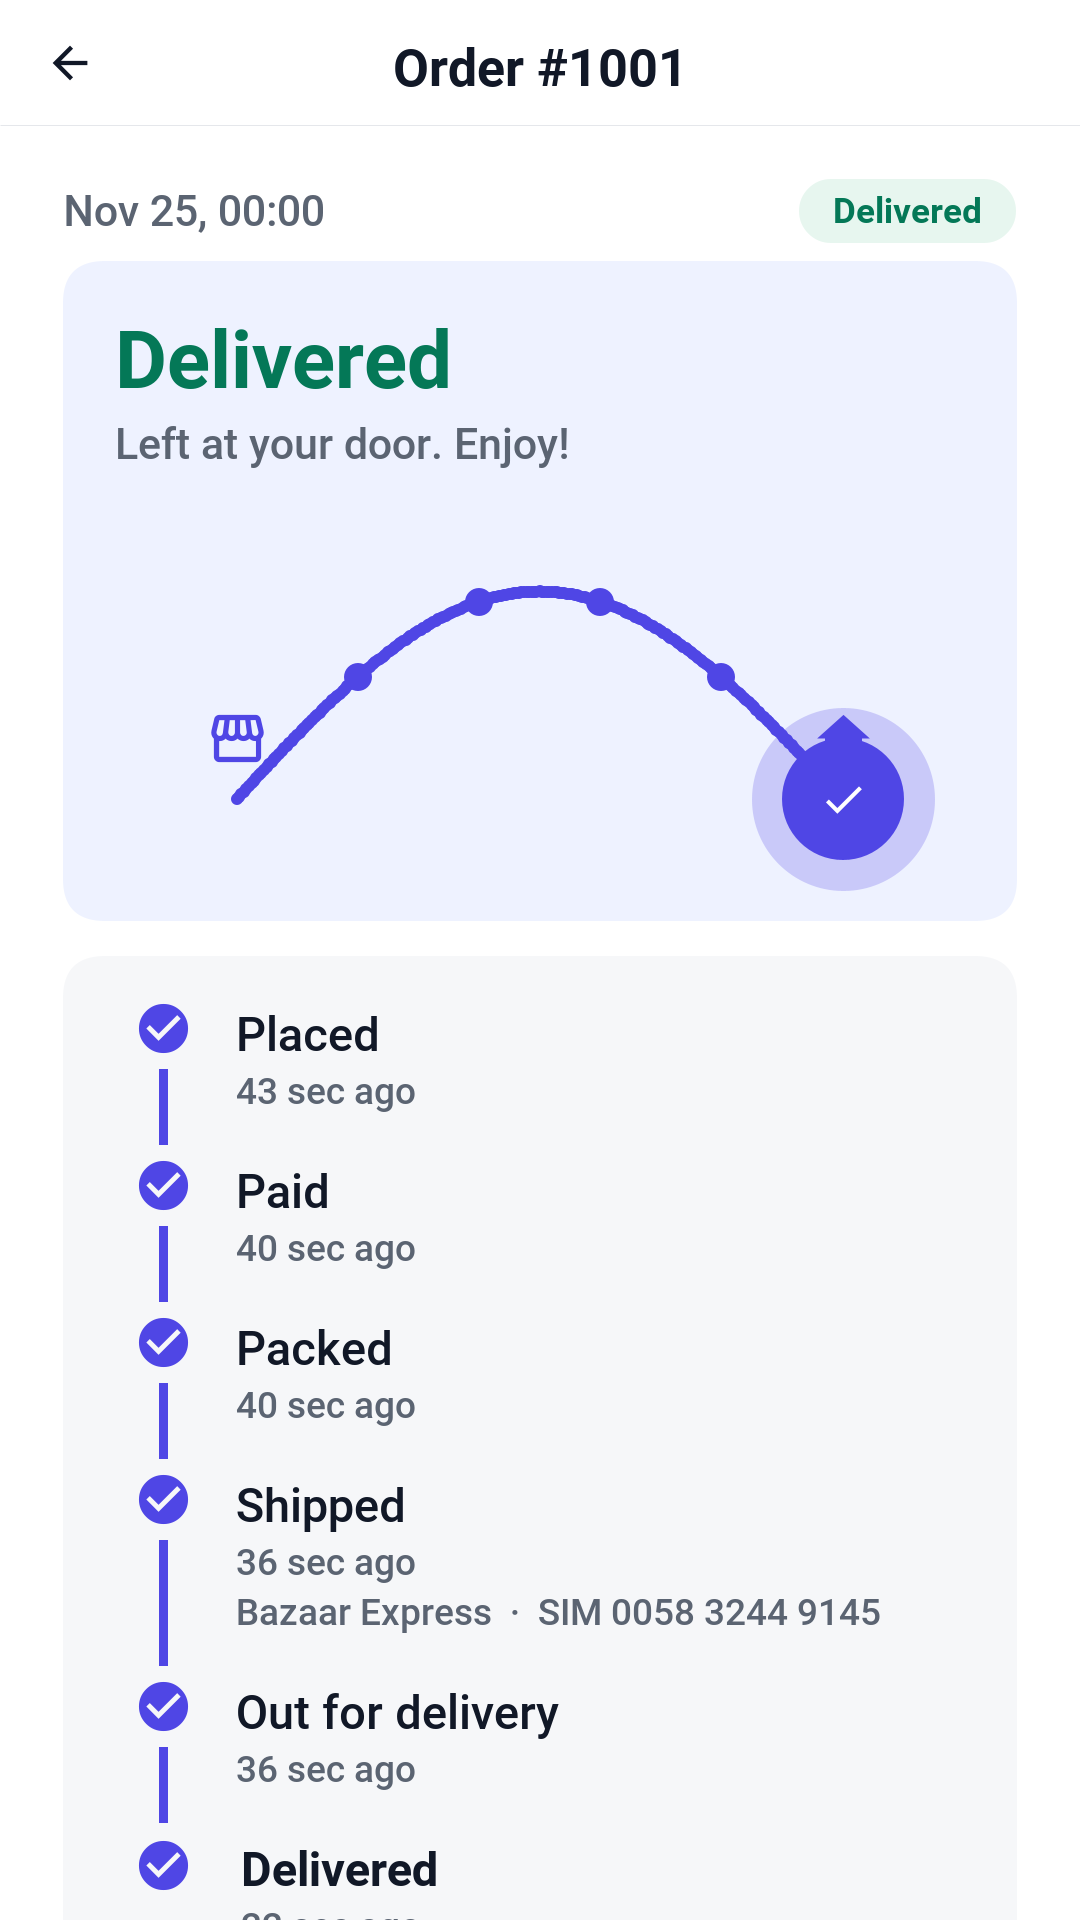 Order #1001
Nov 25, 00:00
Delivered
Delivered
Left at your door. Enjoy!
Placed
43 sec ago
Paid
40 sec ago
Packed
40 sec ago
Shipped
36 sec ago
Bazaar Express · SIM 0058 3244 9145
Out for delivery
36 sec ago
Delivered
sec ago